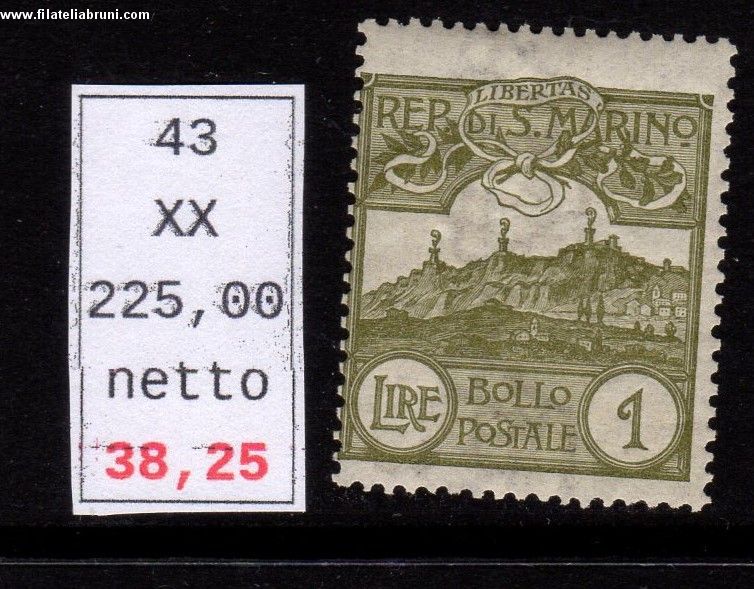 www.filateliabruni.com
43
XX
225,00
netto
38,25
LIBERTAS
REP. DI S. MARINO
LIRE
BOLLO
POSTALE
1